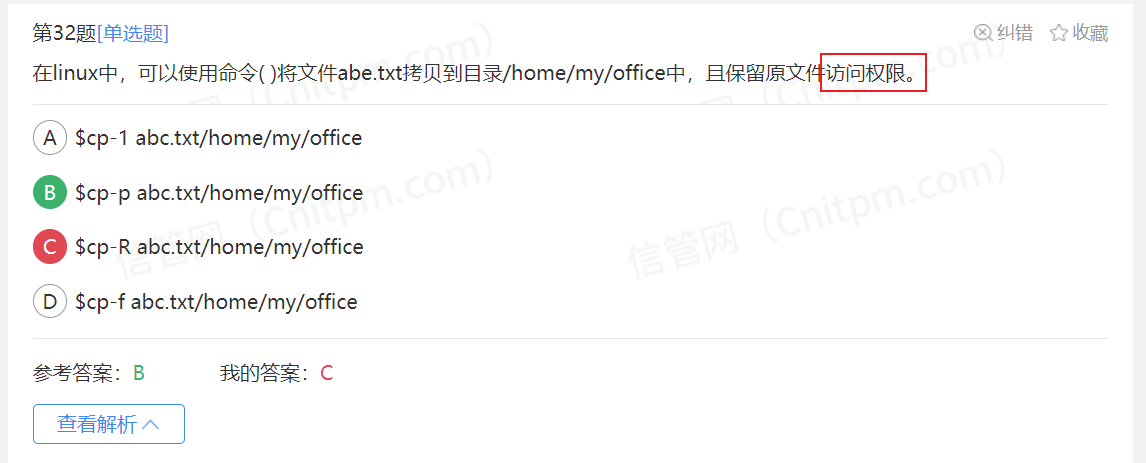 第32题[单选题] 纠错 收藏
在linux中，可以使用命令( )将文件abe.txt拷贝到目录/home/my/office中，且保留原文件访问权限。
A $cp-1 abc.txt/home/my/office
B $cp-p abc.txt/home/my/office
C $cp-R abc.txt/home/my/office
D $cp-f abc.txt/home/my/office
参考答案：B 我的答案：C
查看解析
信管网（Cnitpm.com）
信管网（Cnitpm.com）